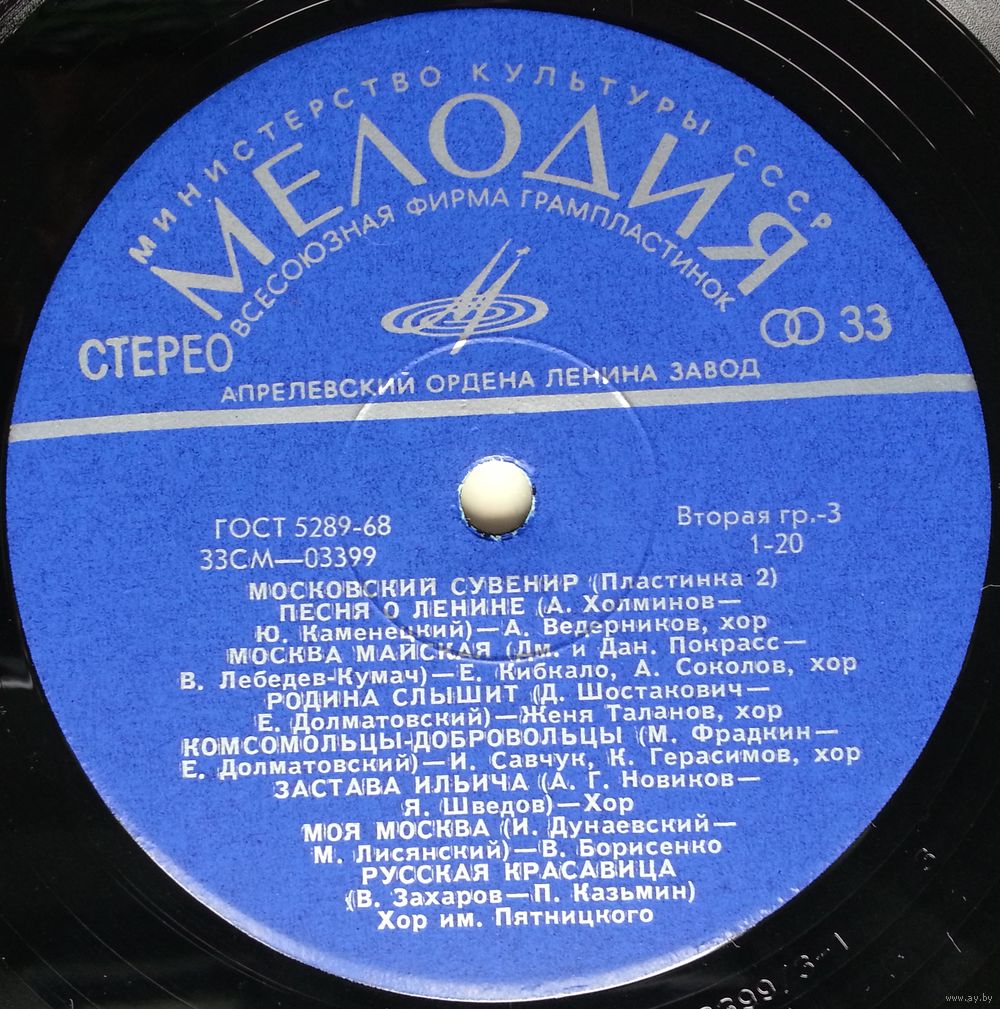 МИНИСТЕРСТВО КУЛЬТУРЫ СССР
МЕЛОДИЯ
ВСЕСОЮЗНАЯ ФИРМА ГРАМПЛАСТИНОК
СТЕРЕО
33
АПРЕЛЕВСКИЙ ОРДЕНА ЛЕНИНА ЗАВОД
ГОСТ 5289-68
Вторая гр.-3
33СМ—03399
1-20
МОСКОВСКИЙ СУВЕНИР (Пластинка 2)
ПЕСНЯ О ЛЕНИНЕ (А. Холминов—
Ю. Каменецкий)—А. Ведерников, хор
МОСКВА МАЙСКАЯ (Дм. и Дан. Покрасс—
В. Лебедев-Кумач)—Е. Кибкало, А. Соколов, хор
РОДИНА СЛЫШИТ (Д. Шостакович—
Е. Долматовский)—Женя Таланов, хор
КОМСОМОЛЬЦЫ-ДОБРОВОЛЬЦЫ (М. Фрадкин—
Е. Долматовский)—И. Савчук, К. Герасимов, хор
ЗАСТАВА ИЛЬИЧА (А. Г. Новиков—
Я. Шведов)—Хор
МОЯ МОСКВА (И. Дунаевский—
М. Лисянский)—В. Борисенко
РУССКАЯ КРАСАВИЦА
(В. Захаров—П. Казьмин)
Хор им. Пятницкого
www.ay.by